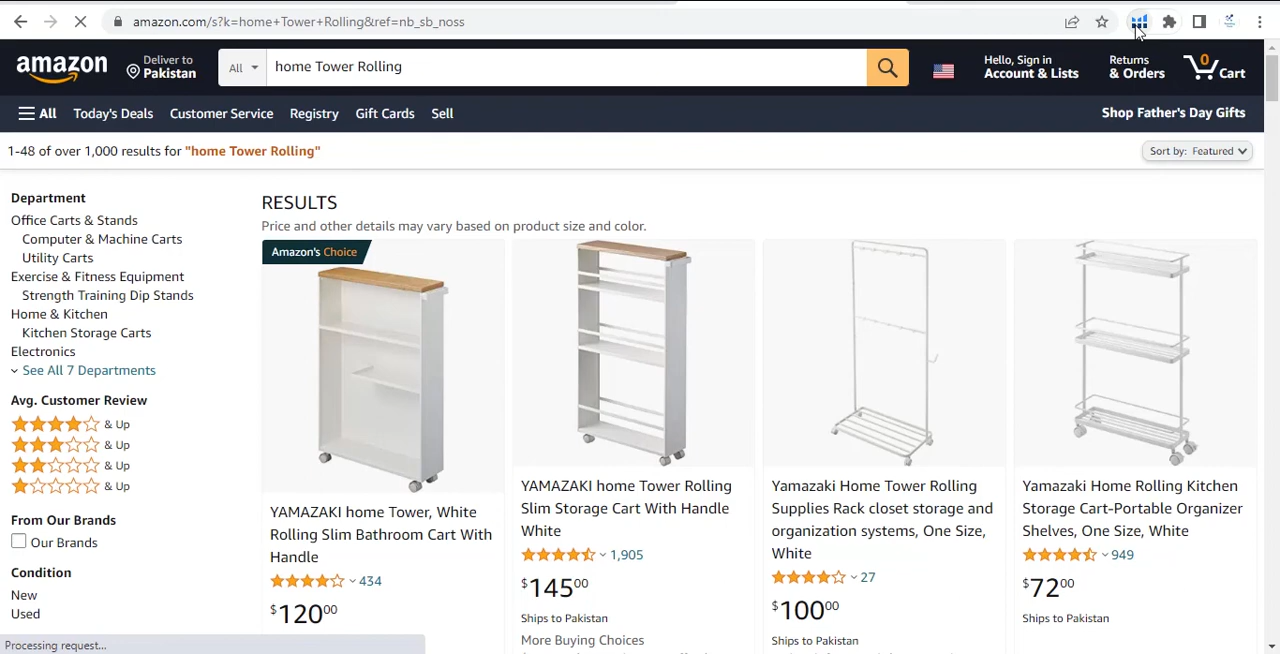 amazon.com/s?k=home+Tower+Rolling&ref=nb_sb_noss
amazon
Deliver to
Pakistan
All
home Tower Rolling
Hello, Sign in
Account & Lists
Returns
& Orders
0
Cart
All
Today's Deals
Customer Service
Registry
Gift Cards
Sell
Shop Father's Day Gifts
1-48 of over 1,000 results for "home Tower Rolling"
Sort by: Featured
Department
Office Carts & Stands
Computer & Machine Carts
Utility Carts
Exercise & Fitness Equipment
Strength Training Dip Stands
Home & Kitchen
Kitchen Storage Carts
Electronics
See All 7 Departments
Avg. Customer Review
& Up
& Up
& Up
& Up
From Our Brands
Our Brands
Condition
New
Used
RESULTS
Price and other details may vary based on product size and color.
Amazon's Choice
YAMAZAKI home Tower, White
Rolling Slim Bathroom Cart With
Handle
434
$12000
YAMAZAKI home Tower Rolling
Slim Storage Cart With Handle
White
1,905
$14500
Ships to Pakistan
More Buying Choices
Yamazaki Home Tower Rolling
Supplies Rack closet storage and
organization systems, One Size,
White
27
$10000
Ships to Pakistan
Yamazaki Home Rolling Kitchen
Storage Cart-Portable Organizer
Shelves, One Size, White
949
$7200
Ships to Pakistan
Processing request...